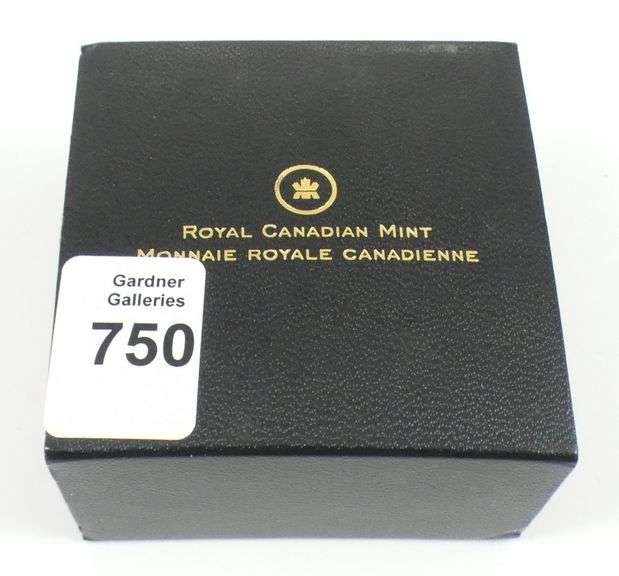 ROYAL CANADIAN MINT
MONNAIE ROYALE CANADIENNE
Gardner
Galleries
750